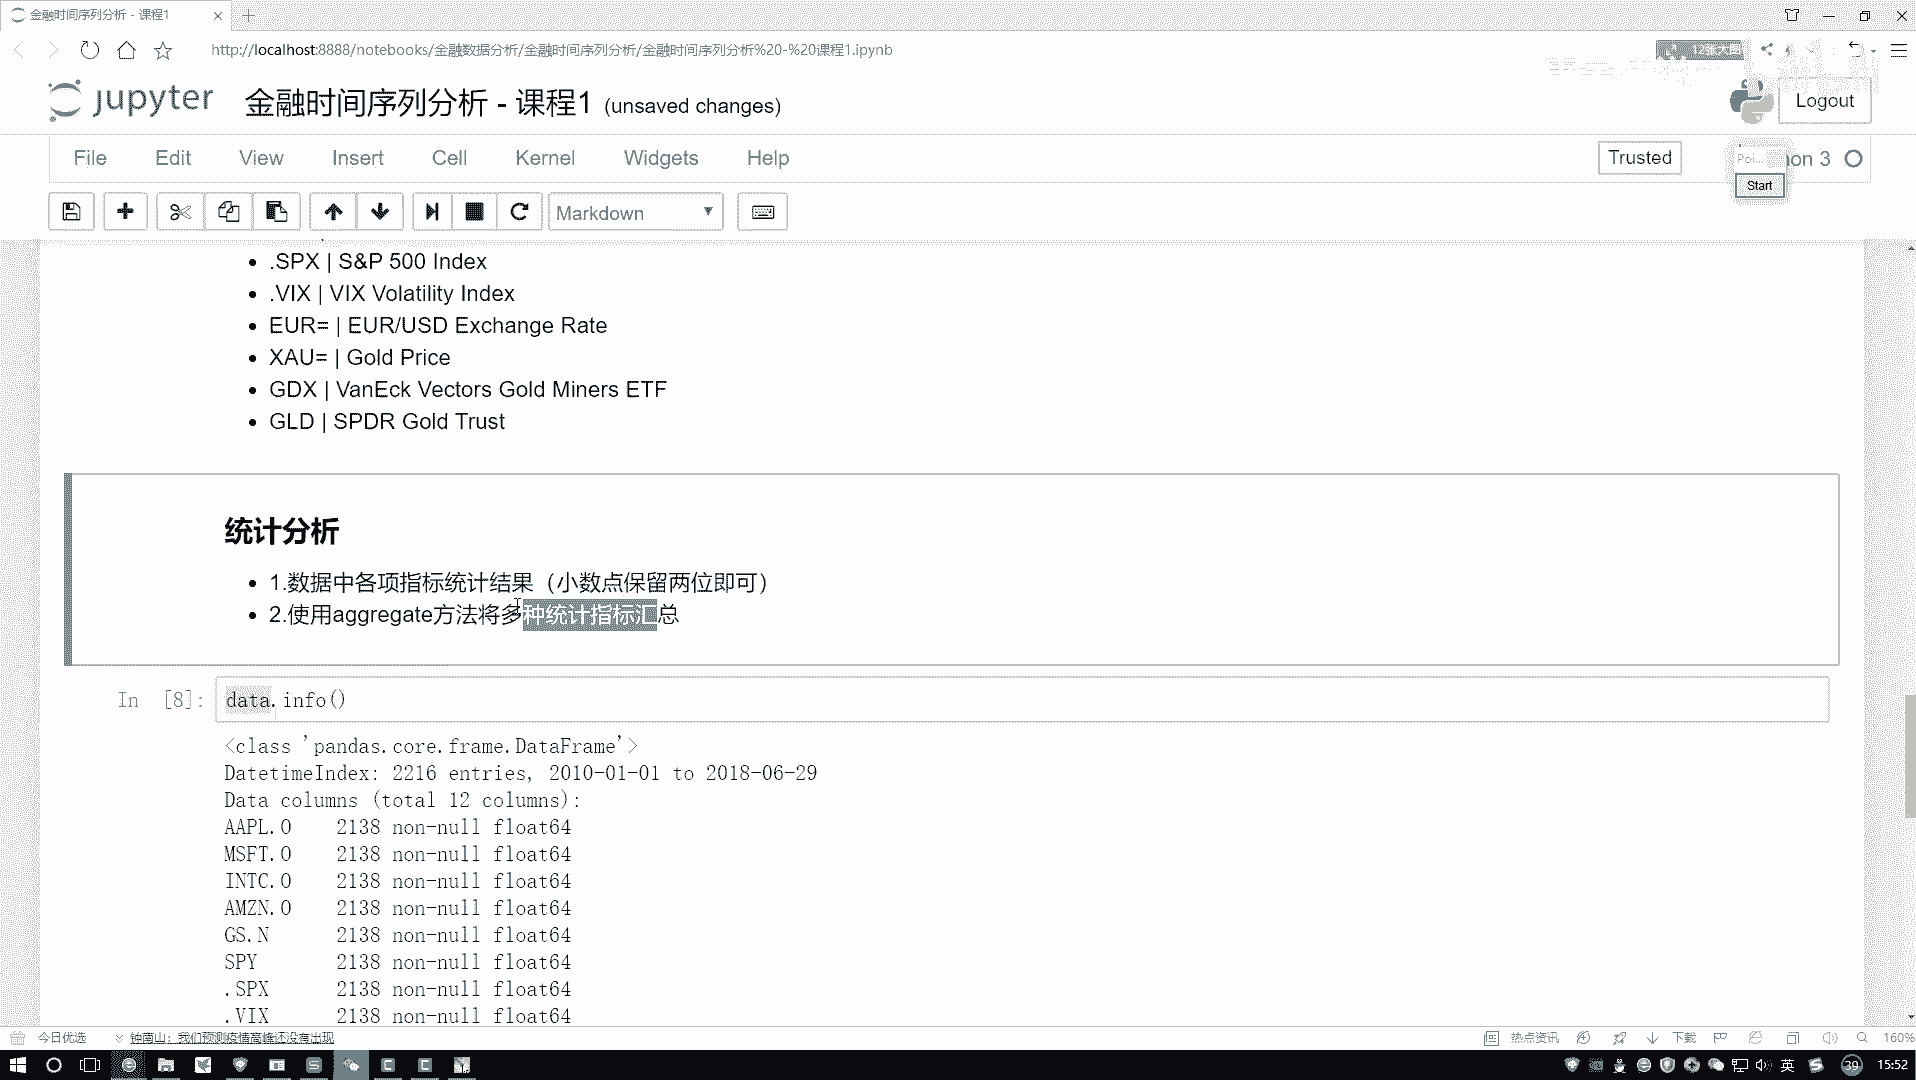 金融时间序列分析 - 课程1
http://localhost:8888/notebooks/金融数据分析/金融时间序列分析/金融时间序列分析%20-%20课程1.ipynb
12张大图
jupyter 金融时间序列分析 - 课程1 (unsaved changes)
Logout
File Edit View Insert Cell Kernel Widgets Help
Trusted
Poi...
on 3
Start
Markdown
.SPX | S&P 500 Index
.VIX | VIX Volatility Index
EUR= | EUR/USD Exchange Rate
XAU= | Gold Price
GDX | VanEck Vectors Gold Miners ETF
GLD | SPDR Gold Trust
统计分析
1.数据中各项指标统计结果（小数点保留两位即可）
2.使用aggregate方法将多种统计指标汇总
In [8]: data.info()
<class 'pandas.core.frame.DataFrame'>
DatetimeIndex: 2216 entries, 2010-01-01 to 2018-06-29
Data columns (total 12 columns):
AAPL.O 2138 non-null float64
MSFT.O 2138 non-null float64
INTC.O 2138 non-null float64
AMZN.O 2138 non-null float64
GS.N 2138 non-null float64
SPY 2138 non-null float64
.SPX 2138 non-null float64
.VIX 2138 non-null float64
今日优选 钟南山：我们预测疫情高峰还没有出现 热点资讯 下载 160%
英 39 15:52